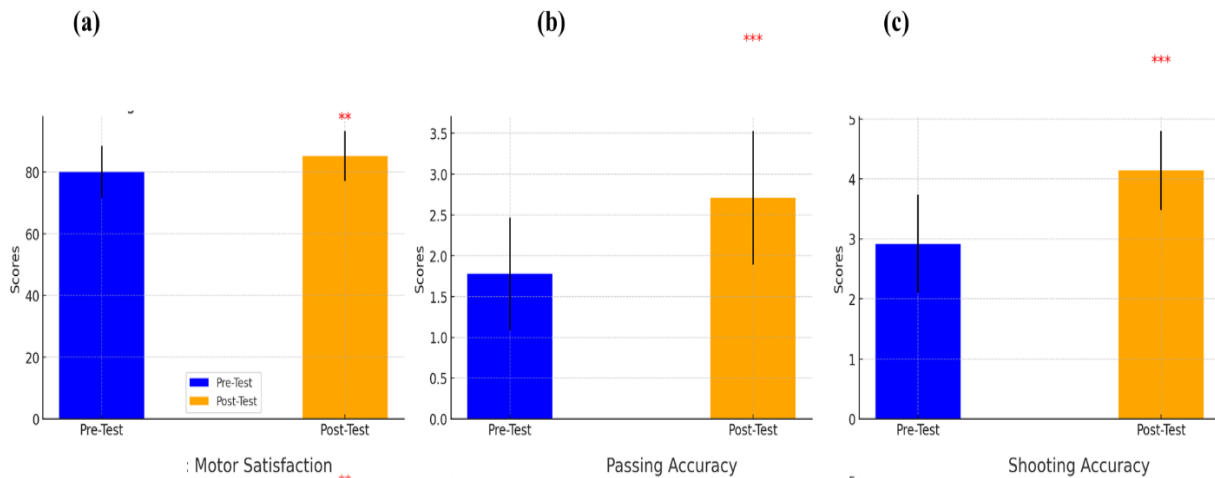 (a)
**
80
60
40
20
0
Scores
Pre-Test
Post-Test
Pre-Test
Post-Test
: Motor Satisfaction
**
(b)
***
3.5
3.0
2.5
2.0
1.5
1.0
0.5
0.0
Scores
Pre-Test
Post-Test
Passing Accuracy
(c)
***
5
4
3
2
1
0
Scores
Pre-Test
Post-Test
Shooting Accuracy